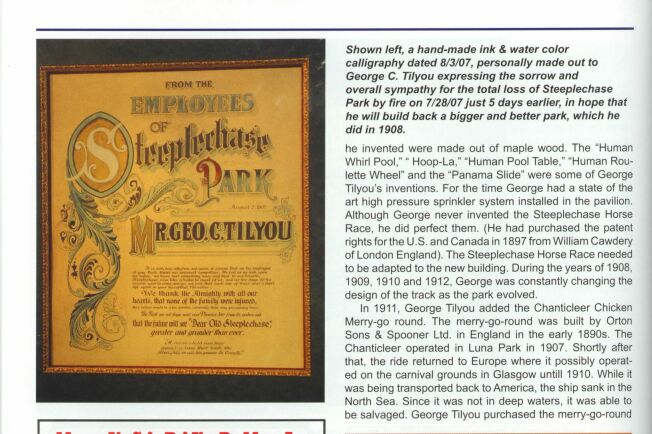 FROM THE
EMPLOYEES
OF
Steeplechase
PARK
August 3, 1907
MR. GEO. C. TILYOU
We thank the Almighty with all our
hearts, that none of the family were injured,
that the future will see "Dear Old Steeplechase,"
greater and grander than ever.
Shown left, a hand-made ink & water color
calligraphy dated 8/3/07, personally made out to
George C. Tilyou expressing the sorrow and
overall sympathy for the total loss of Steeplechase
Park by fire on 7/28/07 just 5 days earlier, in hope that
he will build back a bigger and better park, which he
did in 1908.
he invented were made out of maple wood. The "Human
Whirl Pool," " Hoop-La," "Human Pool Table," "Human Rou-
lette Wheel" and the "Panama Slide" were some of George
Tilyou's inventions. For the time George had a state of the
art high pressure sprinkler system installed in the pavilion.
Although George never invented the Steeplechase Horse
Race, he did perfect them. (He had purchased the patent
rights for the U.S. and Canada in 1897 from William Cawdery
of London England). The Steeplechase Horse Race needed
to be adapted to the new building. During the years of 1908,
1909, 1910 and 1912, George was constantly changing the
design of the track as the park evolved.
In 1911, George Tilyou added the Chanticleer Chicken
Merry-go round. The merry-go-round was built by Orton
Sons & Spooner Ltd. in England in the early 1890s. The
Chanticleer operated in Luna Park in 1907. Shortly after
that, the ride returned to Europe where it possibly operat-
ed on the carnival grounds in Glasgow untill 1910. While it
was being transported back to America, the ship sank in the
North Sea. Since it was not in deep waters, it was able to
be salvaged. George Tilyou purchased the merry-go-round